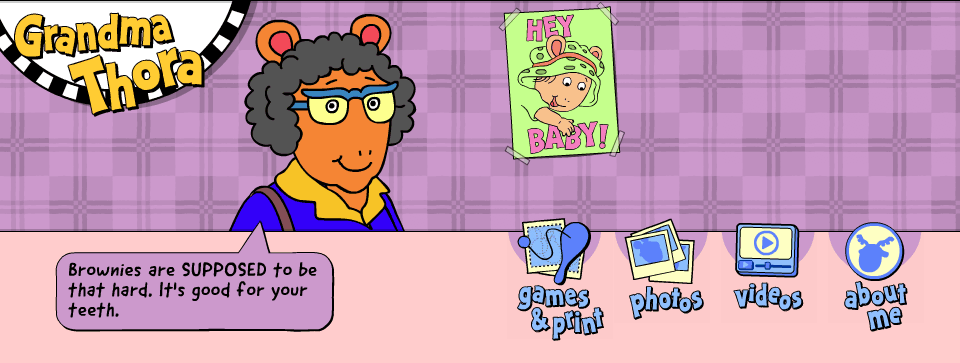 Grandma
Thora
HEY
BABY!
Brownies are SUPPOSED to be
that hard. It's good for your
teeth.
games
& print
photos
videos
about
me